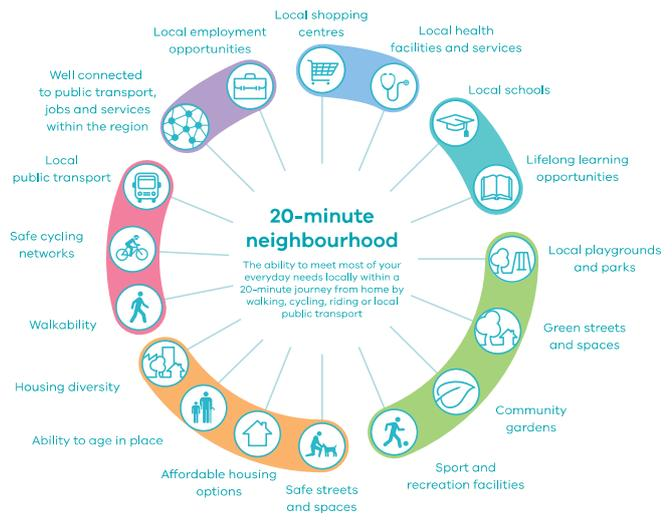 Local shopping
centres
Local health
facilities and services
Local schools
Lifelong learning
opportunities
Local playgrounds
and parks
Green streets
and spaces
Community
gardens
Sport and
recreation facilities
Safe streets
and spaces
Affordable housing
options
Ability to age in place
Housing diversity
Walkability
Safe cycling
networks
Local
public transport
Well connected
to public transport,
jobs and services
within the region
Local employment
opportunities
20-minute
neighbourhood
The ability to meet most of your
everyday needs locally within a
20-minute journey from home by
walking, cycling, riding or local
public transport